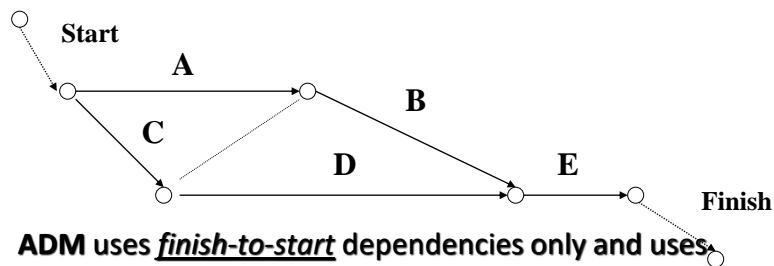 Start
A
B
C
D
E
Finish
ADM uses finish-to-start dependencies only and uses